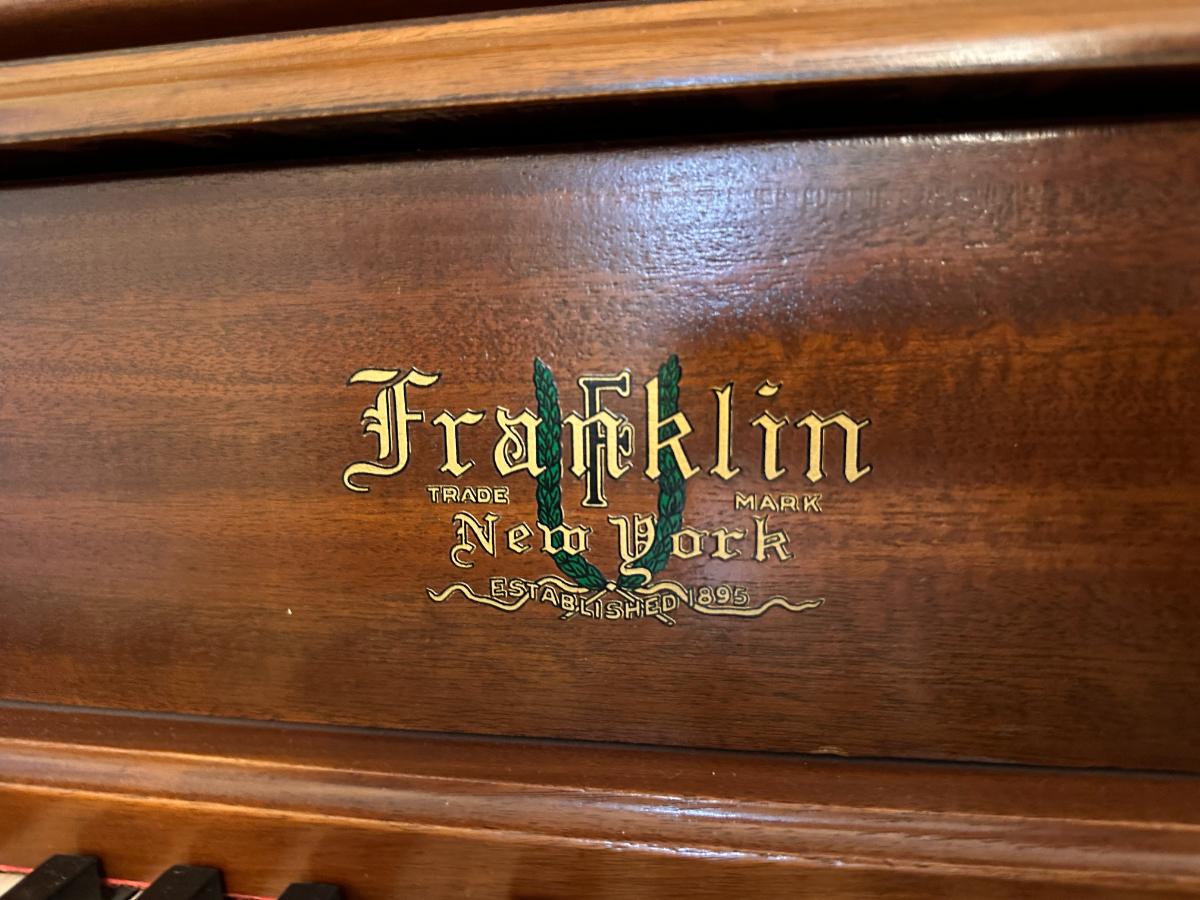 Franklin
TRADE MARK
New York
ESTABLISHED 1895